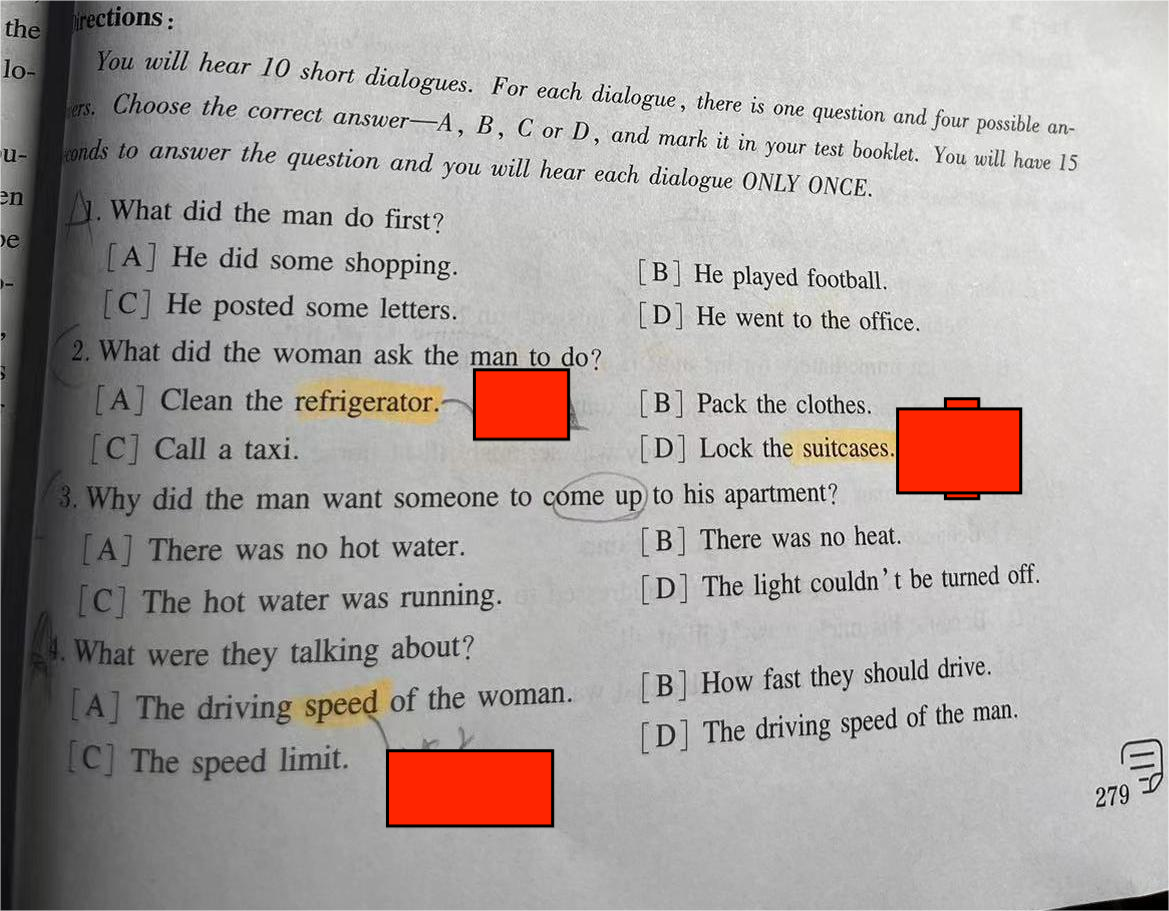 the
lo-
u-
en
irections:
You will hear 10 short dialogues. For each dialogue, there is one question and four possible an-
ers. Choose the correct answer—A, B, C or D, and mark it in your test booklet. You will have 15
conds to answer the question and you will hear each dialogue ONLY ONCE.
1. What did the man do first?
[A] He did some shopping. [B] He played football.
[C] He posted some letters. [D] He went to the office.
2. What did the woman ask the man to do?
[A] Clean the refrigerator. [B] Pack the clothes.
[C] Call a taxi. [D] Lock the suitcases.
3. Why did the man want someone to come up to his apartment?
[A] There was no hot water. [B] There was no heat.
[C] The hot water was running. [D] The light couldn't be turned off.
4. What were they talking about?
[A] The driving speed of the woman. [B] How fast they should drive.
[C] The speed limit. [D] The driving speed of the man.
279